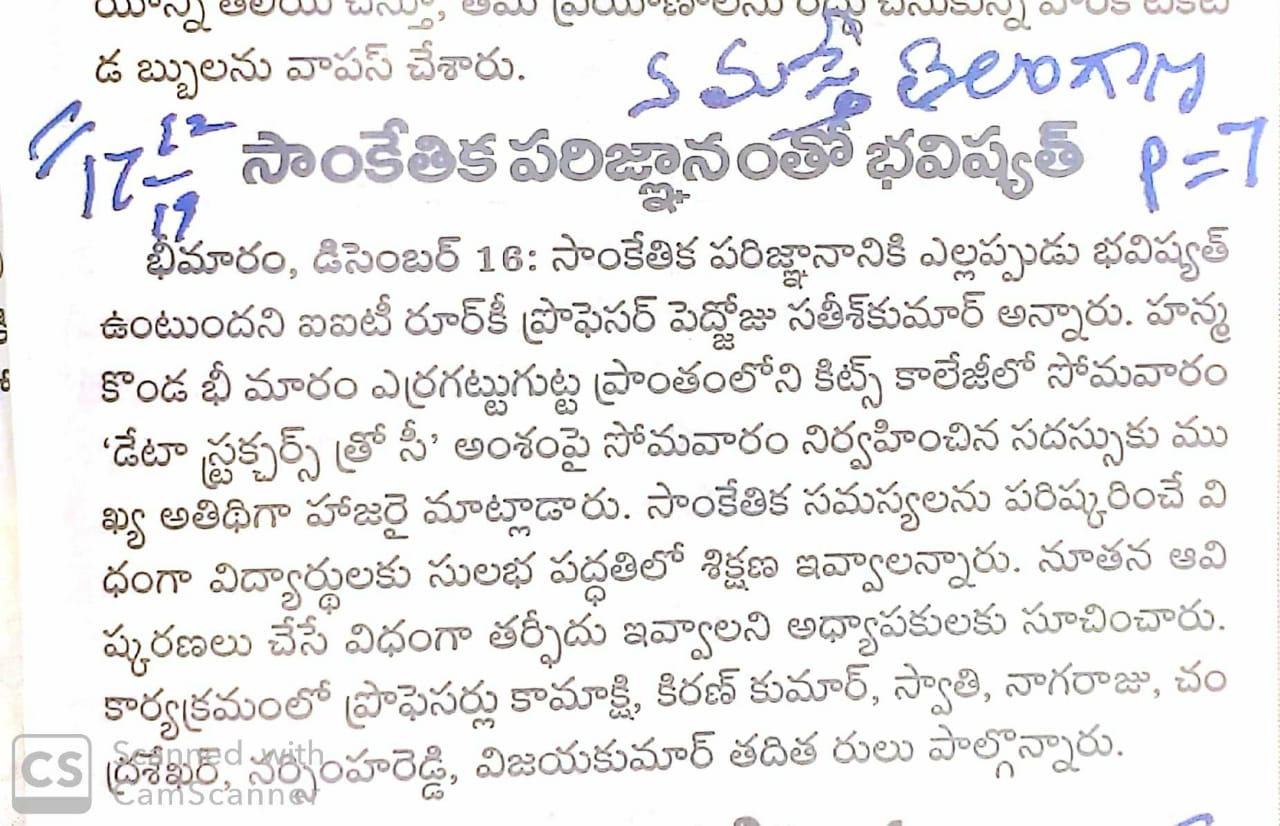 డ బ్బులను వాపస్ చేశారు.
నమస్తే తెలంగాణ
17 12 19
సాంకేతిక పరిజ్ఞానంతో భవిష్యత్
P = 7
భీమారం, డిసెంబర్ 16: సాంకేతిక పరిజ్ఞానానికి ఎల్లప్పుడు భవిష్యత్
ఉంటుందని ఐఐటీ రూర్‌కీ ప్రొఫెసర్ పెద్జోజు సతీశ్‌కుమార్ అన్నారు. హన్మ
కొండ భీ మారం ఎర్రగట్టుగుట్ట ప్రాంతంలోని కిట్స్ కాలేజీలో సోమవారం
‘డేటా స్ట్రక్చర్స్ త్రో సీ’ అంశంపై సోమవారం నిర్వహించిన సదస్సుకు ము
ఖ్య అతిథిగా హాజరై మాట్లాడారు. సాంకేతిక సమస్యలను పరిష్కరించే వి
ధంగా విద్యార్థులకు సులభ పద్ధతిలో శిక్షణ ఇవ్వాలన్నారు. నూతన ఆవి
ష్కరణలు చేసే విధంగా తర్ఫీదు ఇవ్వాలని అధ్యాపకులకు సూచించారు.
కార్యక్రమంలో ప్రొఫెసర్లు కామాక్షి, కిరణ్ కుమార్, స్వాతి, నాగరాజు, చం
ద్రశేఖర్, నర్సింహరెడ్డి, విజయకుమార్ తదిత రులు పాల్గొన్నారు.
CS Scanned with
CamScanner